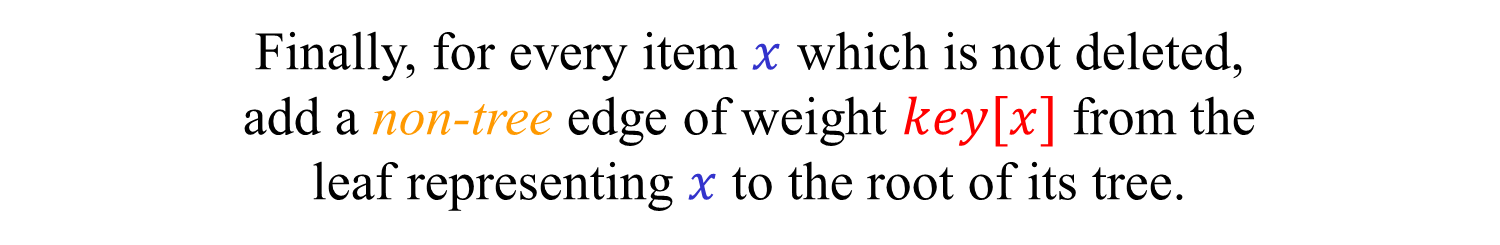 Finally, for every item x which is not deleted,
add a non-tree edge of weight key[x] from the
leaf representing x to the root of its tree.